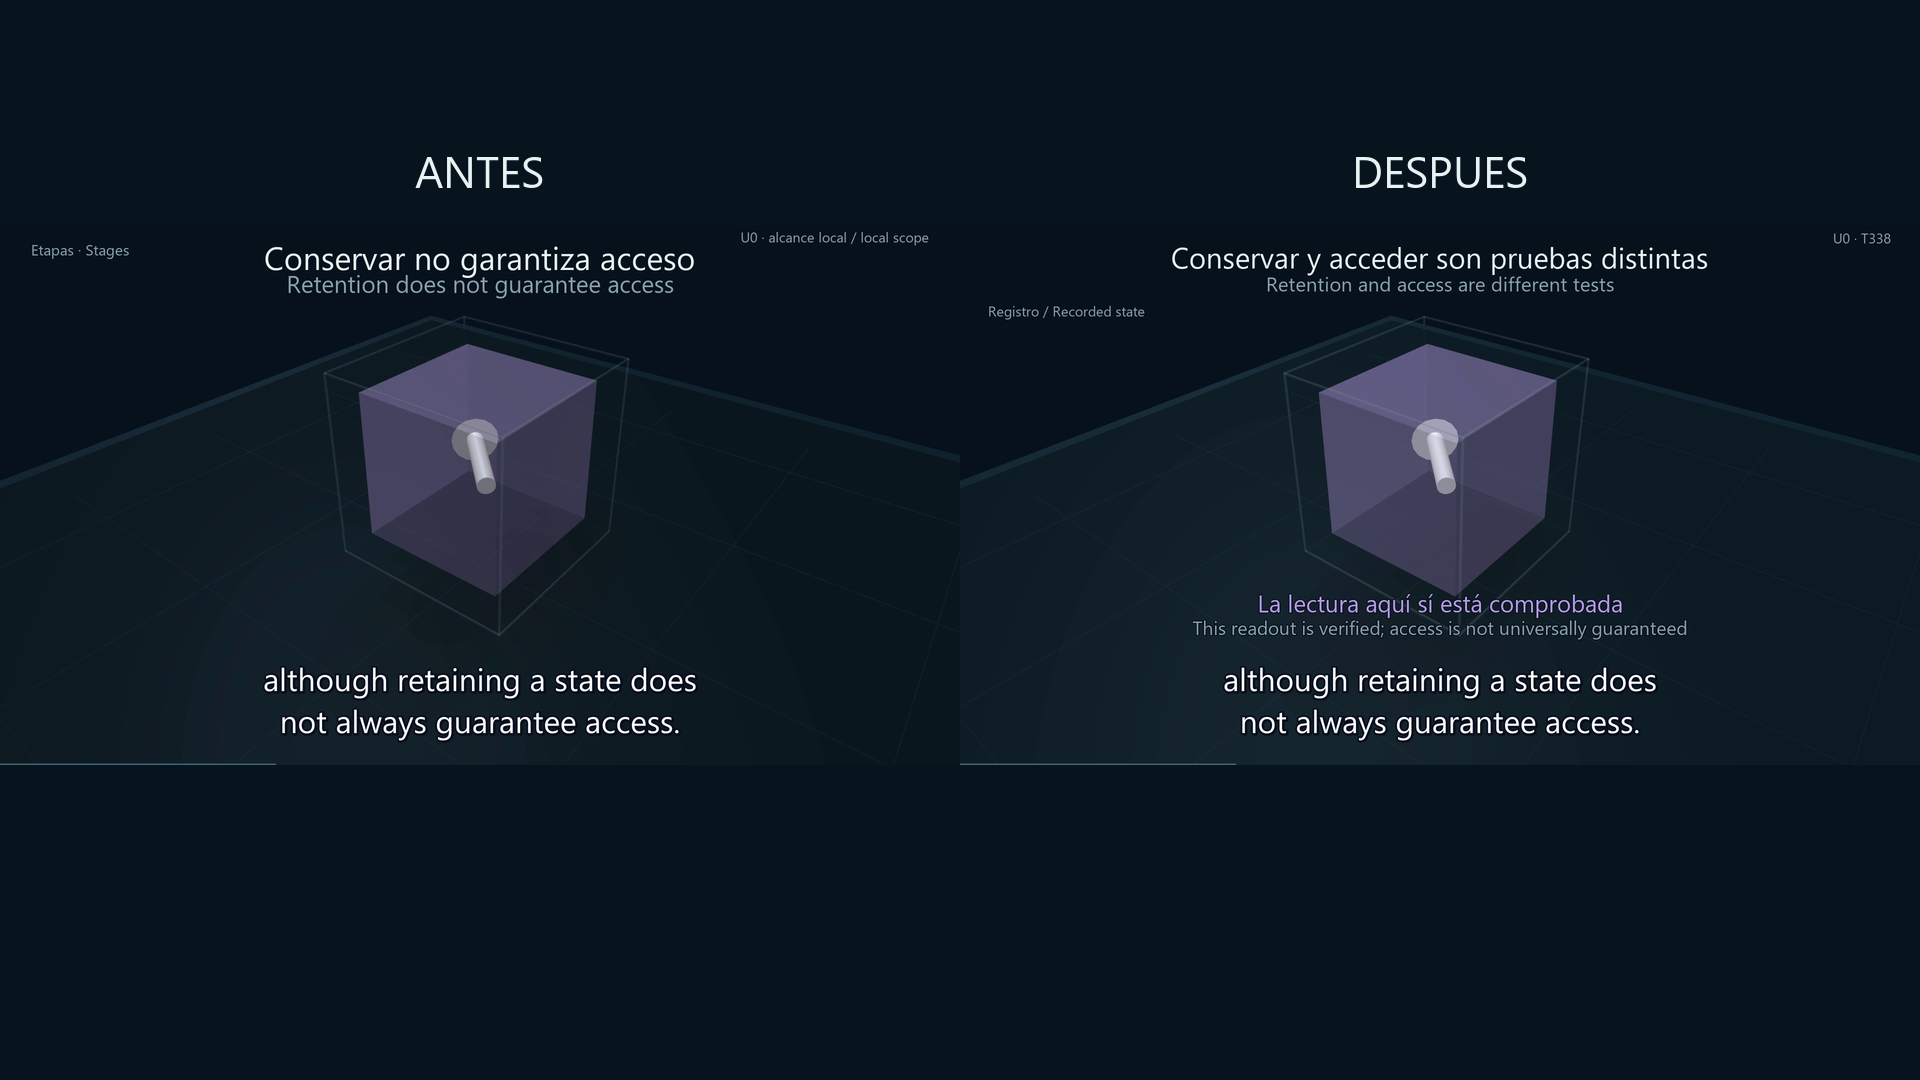 ANTES
Etapas · Stages
U0 · alcance local / local scope
Conservar no garantiza acceso
Retention does not guarantee access
although retaining a state does
not always guarantee access.
DESPUES
U0 · T338
Conservar y acceder son pruebas distintas
Retention and access are different tests
Registro / Recorded state
La lectura aquí sí está comprobada
This readout is verified; access is not universally guaranteed
although retaining a state does
not always guarantee access.